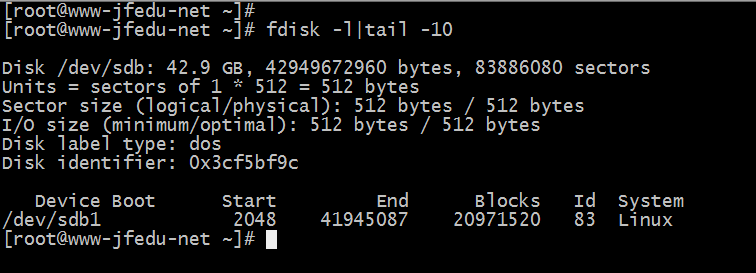 [root@www-jfedu-net ~]#
[root@www-jfedu-net ~]# fdisk -l|tail -10

Disk /dev/sdb: 42.9 GB, 42949672960 bytes, 83886080 sectors
Units = sectors of 1 * 512 = 512 bytes
Sector size (logical/physical): 512 bytes / 512 bytes
I/O size (minimum/optimal): 512 bytes / 512 bytes
Disk label type: dos
Disk identifier: 0x3cf5bf9c

   Device Boot      Start         End      Blocks   Id  System
/dev/sdb1            2048    41945087    20971520   83  Linux
[root@www-jfedu-net ~]#